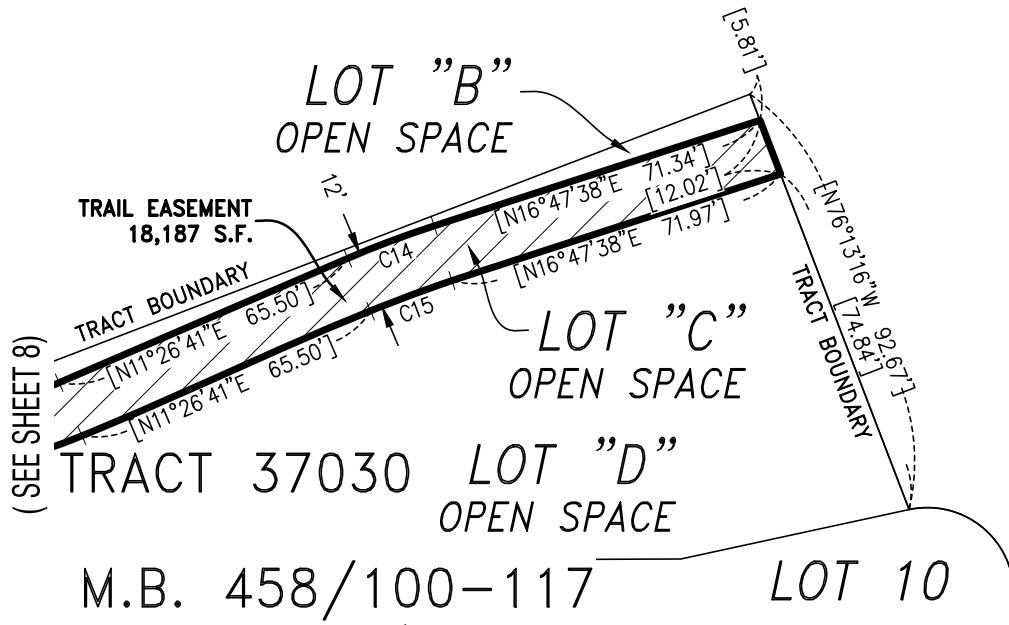 [5.81']
LOT "B"
OPEN SPACE
12'
TRAIL EASEMENT
18,187 S.F.
[N16°47'38"E 71.34']
[12.02']
[N16°47'38"E 71.97']
[N76°13'16"W 92.67']
[74.84']
TRACT BOUNDARY
C14
C15
TRACT BOUNDARY
[N11°26'41"E 65.50']
[N11°26'41"E 65.50']
LOT "C"
OPEN SPACE
(SEE SHEET 8)
TRACT 37030
LOT "D"
OPEN SPACE
M.B. 458/100-117
LOT 10